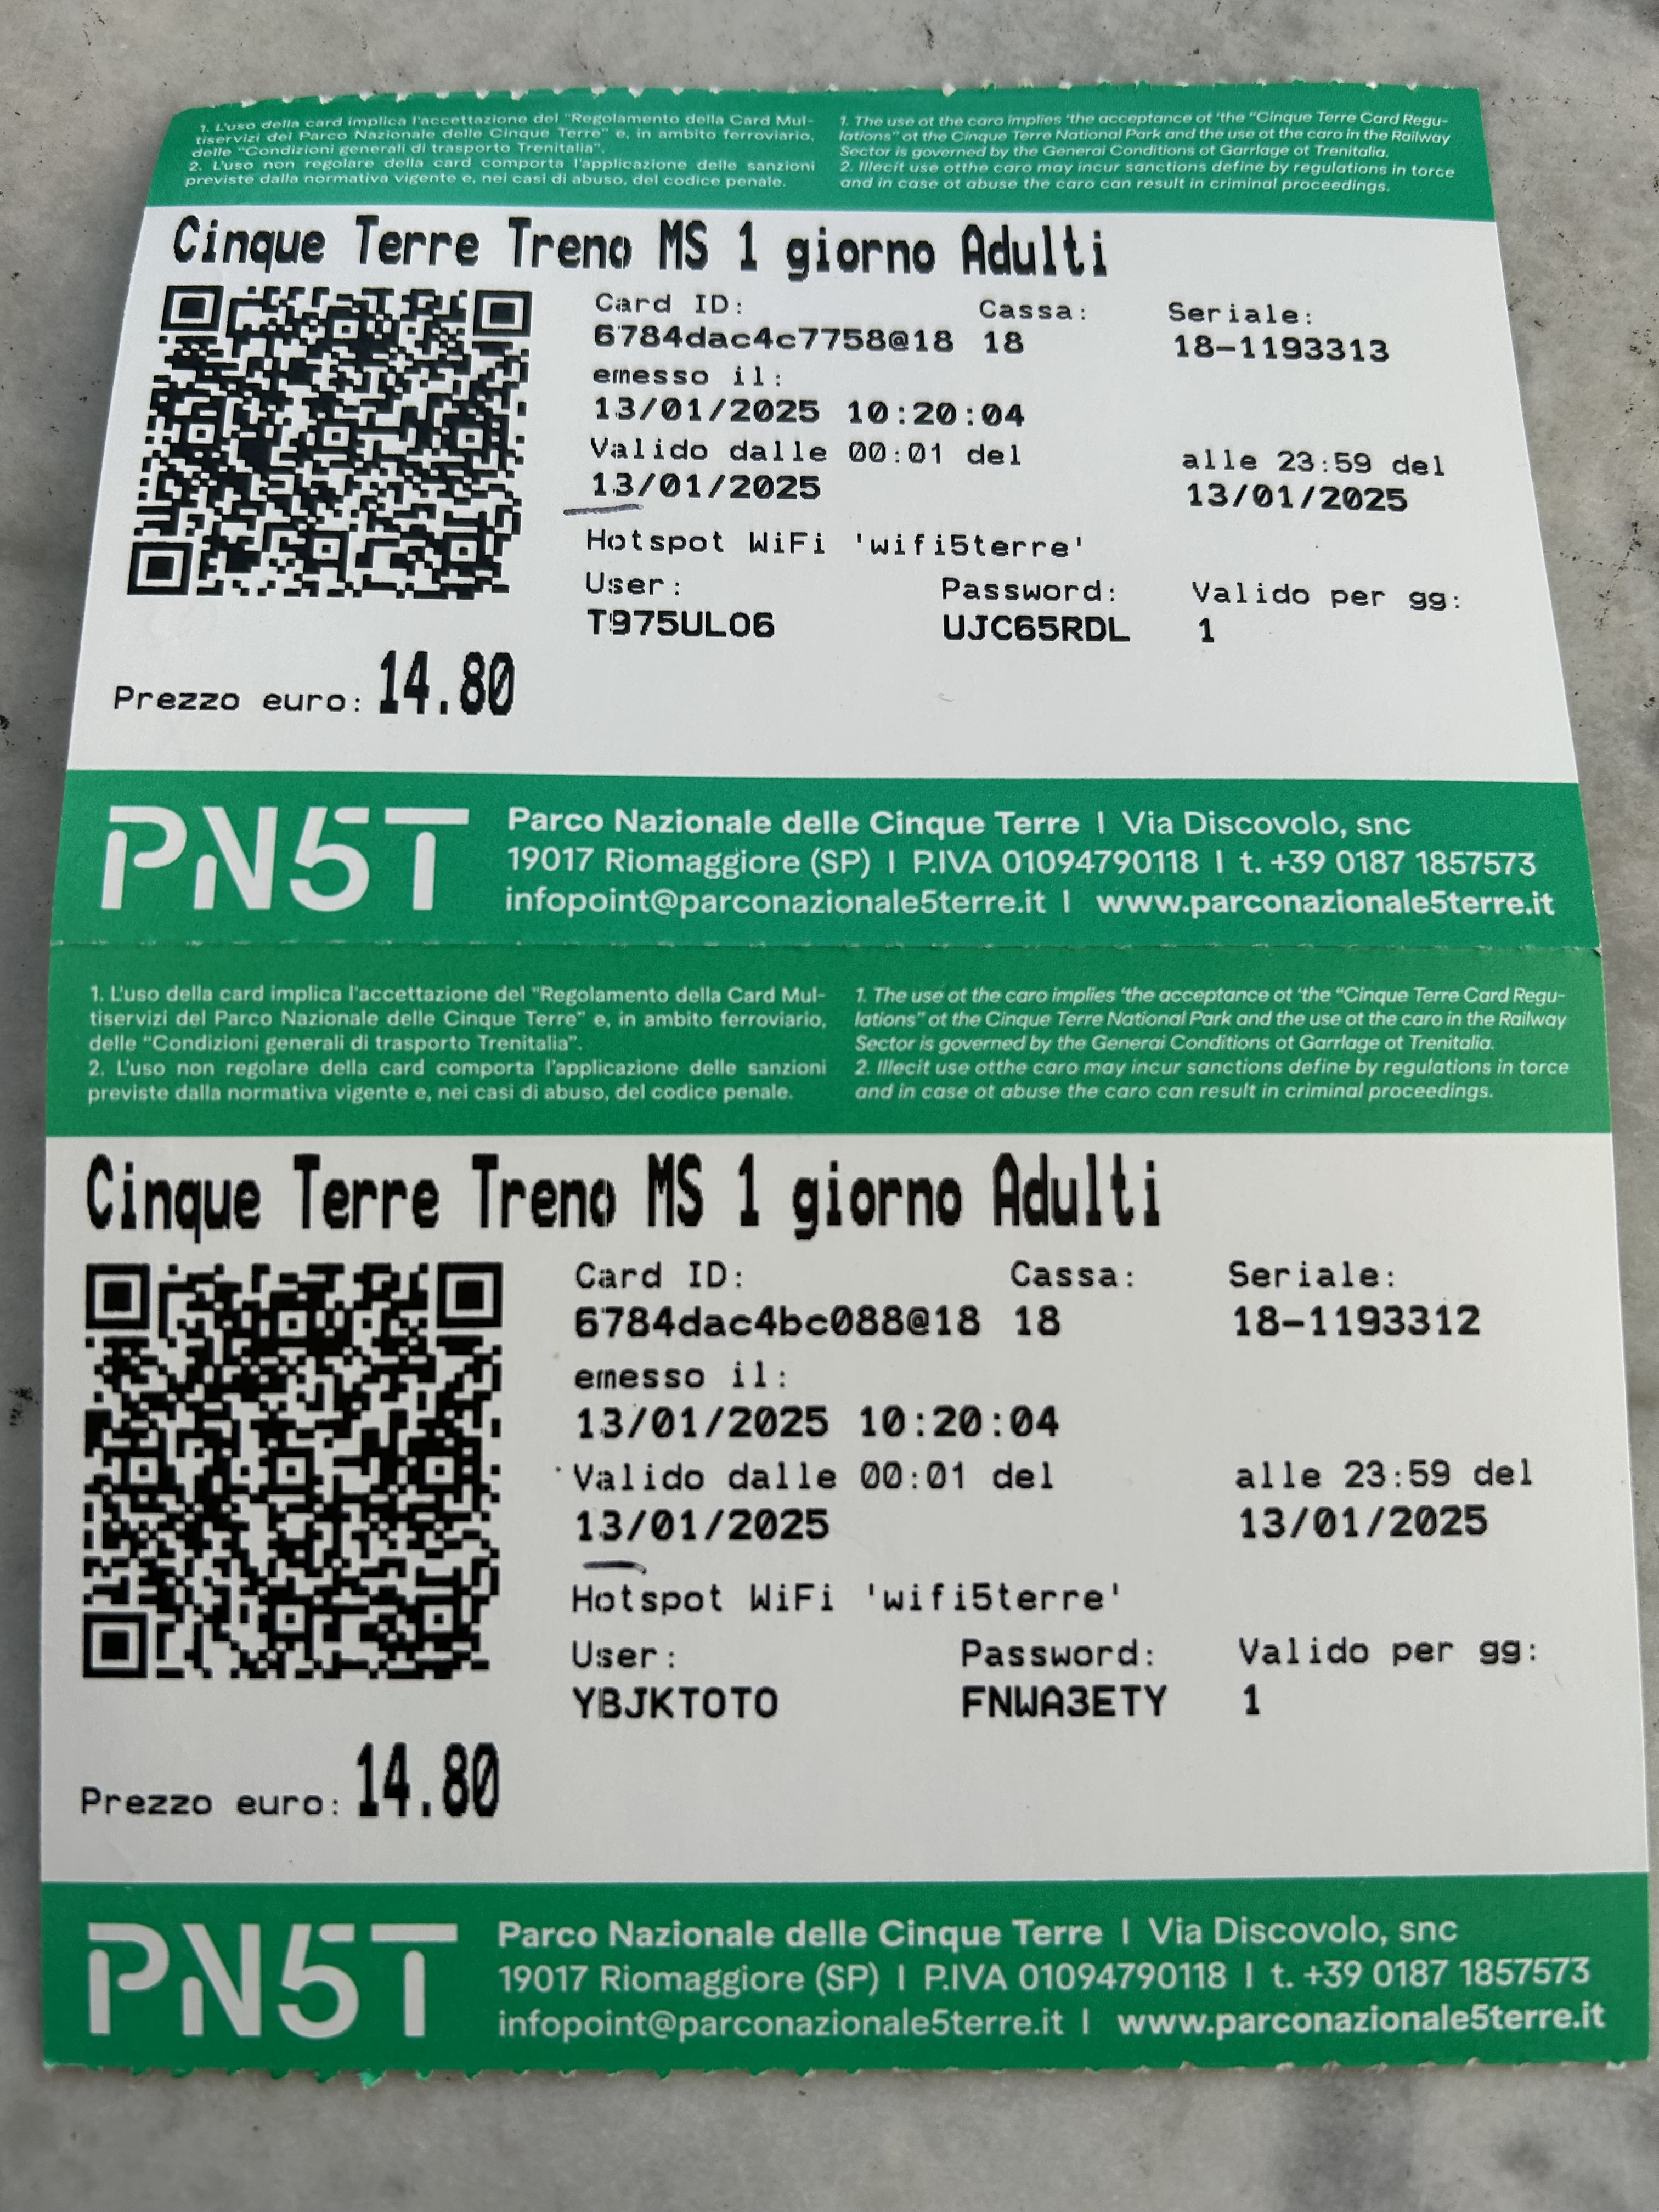 1. L'uso della card implica l'accettazione del "Regolamento della Card Mul-
tiservizi del Parco Nazionale delle Cinque Terre" e, in ambito ferroviario,
delle "Condizioni generali di trasporto Trenitalia".
2. L'uso non regolare della card comporta l'applicazione delle sanzioni
previste dalla normativa vigente e, nei casi di abuso, del codice penale.
1. The use ot the caro implies 'the acceptance ot 'the "Cinque Terre Card Regu-
lations" ot the Cinque Terre National Park and the use ot the caro in the Railway
Sector is governed by the Generai Conditions ot Garrlage ot Trenitalia.
2. Illecit use otthe caro may incur sanctions define by regulations in torce
and in case ot abuse the caro can result in criminal proceedings.
Cinque Terre Treno MS 1 giorno Adulti
Card ID: Cassa: Seriale:
6784dac4c7758@18 18 18-1193313
emesso il:
13/01/2025 10:20:04
Valido dalle 00:01 del alle 23:59 del
13/01/2025 13/01/2025
Hotspot WiFi 'wifi5terre'
User: Password: Valido per gg:
T975UL06 UJC65RDL 1
Prezzo euro: 14.80
PN5T
Parco Nazionale delle Cinque Terre | Via Discovolo, snc
19017 Riomaggiore (SP) | P.IVA 01094790118 | t. +39 0187 1857573
infopoint@parconazionale5terre.it | www.parconazionale5terre.it
1. L'uso della card implica l'accettazione del "Regolamento della Card Mul-
tiservizi del Parco Nazionale delle Cinque Terre" e, in ambito ferroviario,
delle "Condizioni generali di trasporto Trenitalia".
2. L'uso non regolare della card comporta l'applicazione delle sanzioni
previste dalla normativa vigente e, nei casi di abuso, del codice penale.
1. The use ot the caro implies 'the acceptance ot 'the "Cinque Terre Card Regu-
lations" ot the Cinque Terre National Park and the use ot the caro in the Railway
Sector is governed by the Generai Conditions ot Garrlage ot Trenitalia.
2. Illecit use otthe caro may incur sanctions define by regulations in torce
and in case ot abuse the caro can result in criminal proceedings.
Cinque Terre Treno MS 1 giorno Adulti
Card ID: Cassa: Seriale:
6784dac4bc088@18 18 18-1193312
emesso il:
13/01/2025 10:20:04
Valido dalle 00:01 del alle 23:59 del
13/01/2025 13/01/2025
Hotspot WiFi 'wifi5terre'
User: Password: Valido per gg:
YBJKTOTO FNWA3ETY 1
Prezzo euro: 14.80
PN5T
Parco Nazionale delle Cinque Terre | Via Discovolo, snc
19017 Riomaggiore (SP) | P.IVA 01094790118 | t. +39 0187 1857573
infopoint@parconazionale5terre.it | www.parconazionale5terre.it